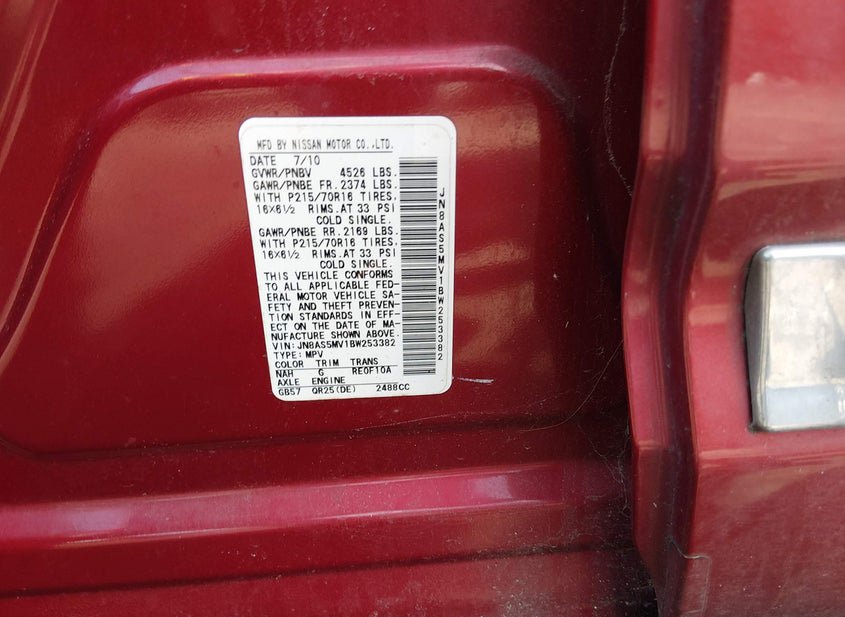 MFD BY NISSAN MOTOR CO.,LTD.
DATE 7/10
GVWR/PNBV 4526 LBS.
GAWR/PNBE FR.2374 LBS.
WITH P215/70R16 TIRES,
16×6½ RIMS.AT 33 PSI
COLD SINGLE.
GAWR/PNBE RR.2169 LBS.
WITH P215/70R16 TIRES,
16×6½ RIMS.AT 33 PSI
COLD SINGLE.
THIS VEHICLE CONFORMS
TO ALL APPLICABLE FED-
ERAL MOTOR VEHICLE SA-
FETY AND THEFT PREVEN-
TION STANDARDS IN EFF-
ECT ON THE DATE OF MA-
NUFACTURE SHOWN ABOVE.
VIN:JN8AS5MV1BW253382
TYPE:MPV
COLOR TRIM TRANS
NAH G RE0F10A
AXLE ENGINE
GB57 QR25(DE) 2488CC
JN8AS5MV1BW253382